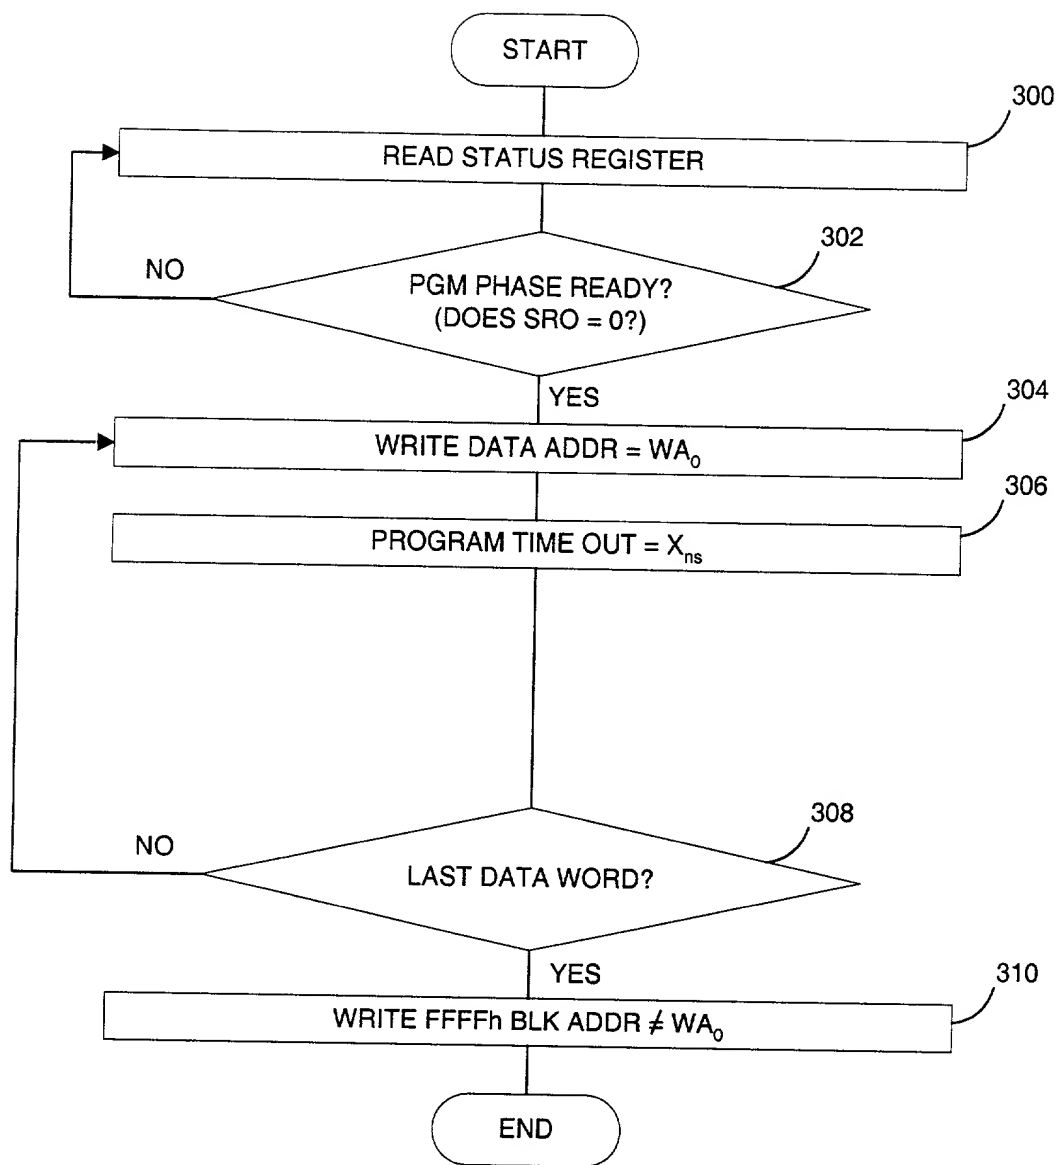 START
300
READ STATUS REGISTER
302
NO
PGM PHASE READY?
(DOES SRO = 0?)
YES
304
WRITE DATA ADDR = WA₀
306
PROGRAM TIME OUT = Xₙₛ
308
NO
LAST DATA WORD?
YES
310
WRITE FFFFh BLK ADDR ≠ WA₀
END